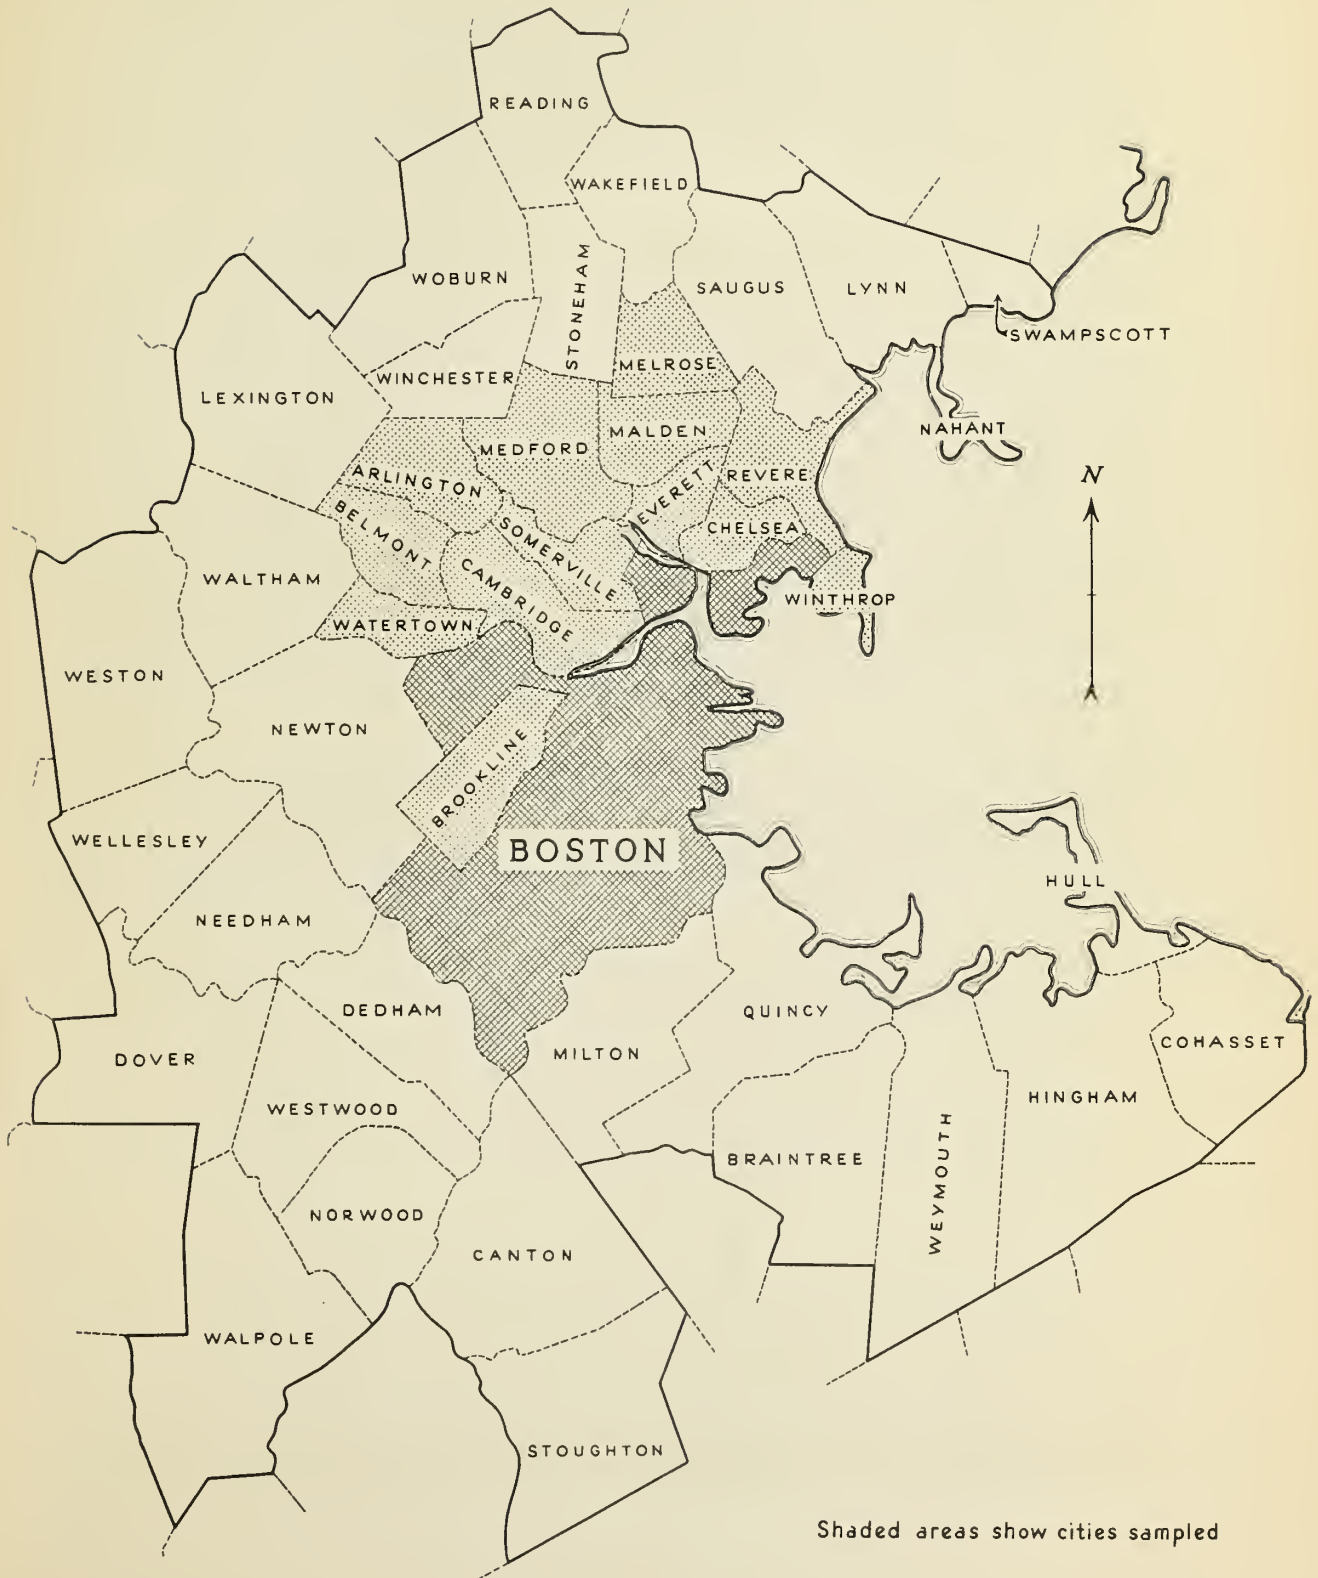 READING
WAKEFIELD
WOBURN
STONEHAM
SAUGUS
LYNN
SWAMPSCOTT
MELROSE
WINCHESTER
LEXINGTON
MALDEN
NAHANT
MEDFORD
ARLINGTON
EVERETT
REVERE
N
BELMONT
SOMERVILLE
CHELSEA
WALTHAM
CAMBRIDGE
WINTHROP
WATERTOWN
WESTON
NEWTON
BROOKLINE
WELLESLEY
BOSTON
HULL
NEEDHAM
DEDHAM
QUINCY
DOVER
MILTON
COHASSET
WESTWOOD
HINGHAM
BRAINTREE
WEYMOUTH
NORWOOD
CANTON
WALPOLE
STOUGHTON
Shaded areas show cities sampled